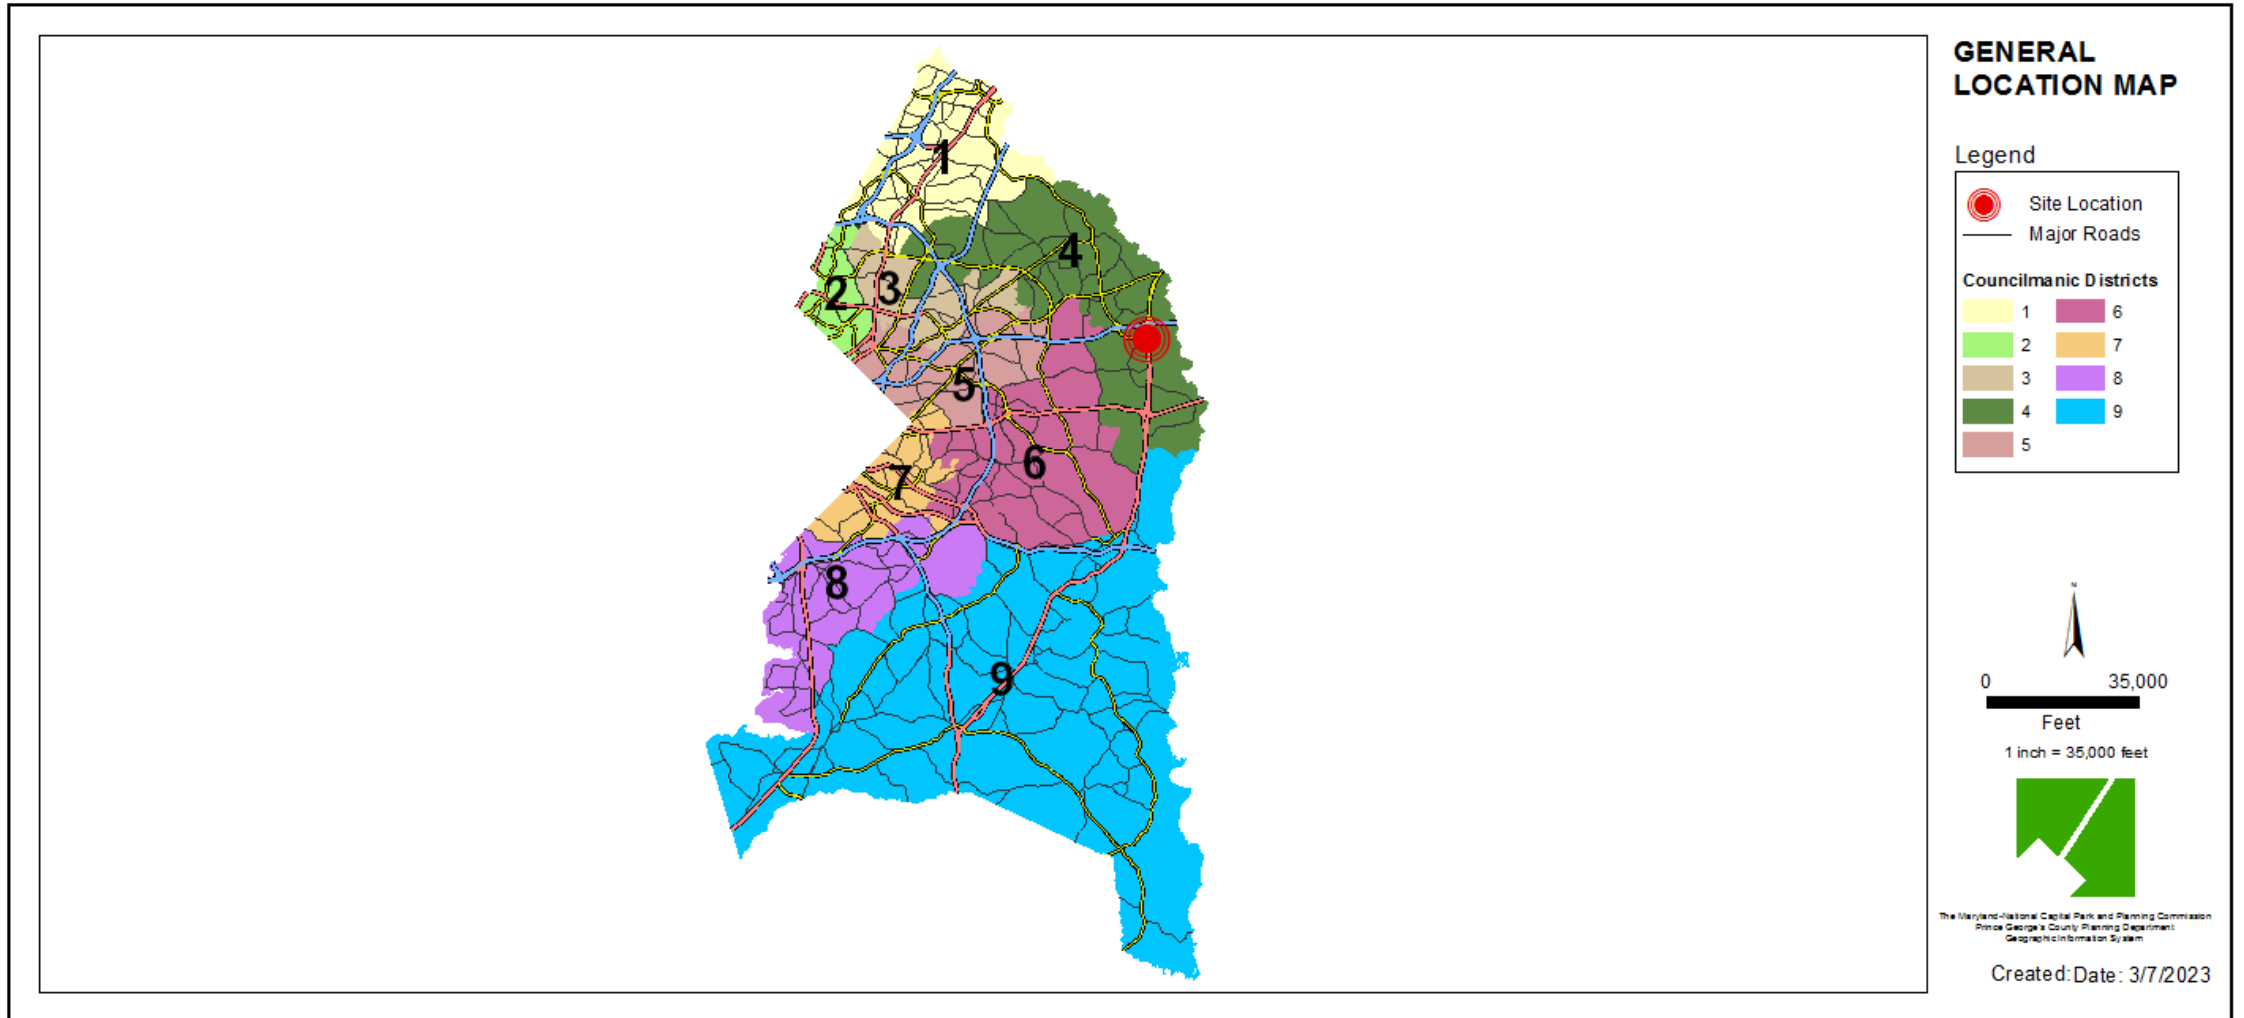 GENERAL
LOCATION MAP
Legend
Site Location
Major Roads
Councilmanic Districts
1 6
2 7
3 8
4 9
5
1
4
2
3
5
6
7
8
9
N
0 35,000
Feet
1 inch = 35,000 feet
The Maryland-National Capital Park and Planning Commission
Prince George's County Planning Department
Geographic Information System
Created: Date: 3/7/2023